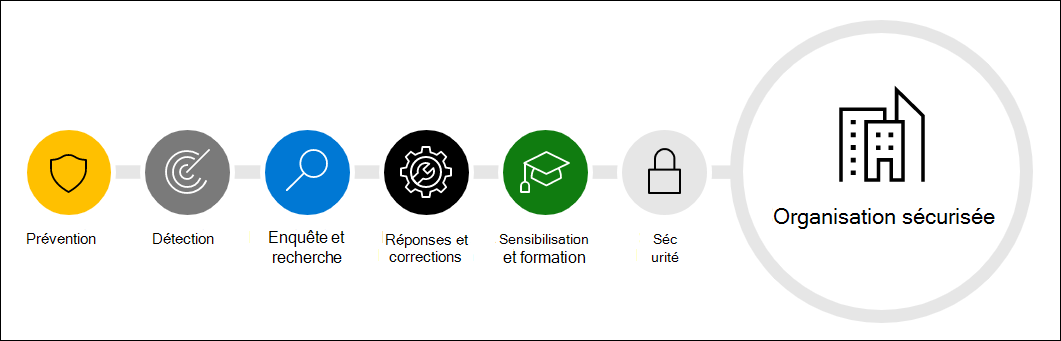 Prévention
Détection
Enquête et
recherche
Réponses et
corrections
Sensibilisation
et formation
Séc
urité
Organisation sécurisée